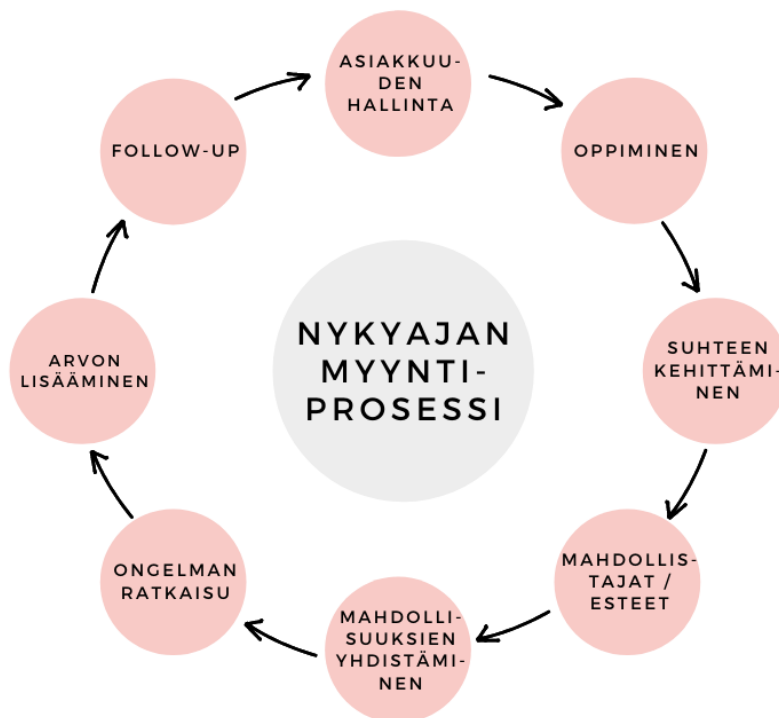 ASIAKKUU-
DEN
HALLINTA
OPPIMINEN
SUHTEEN
KEHITTÄMI-
NEN
MAHDOLLIS-
TAJAT /
ESTEET
MAHDOLLI-
SUUKSIEN
YHDISTÄMI-
NEN
ONGELMAN
RATKAISU
ARVON
LISÄÄMINEN
FOLLOW-UP
NYKYAJAN
MYYNTI-
PROSESSI